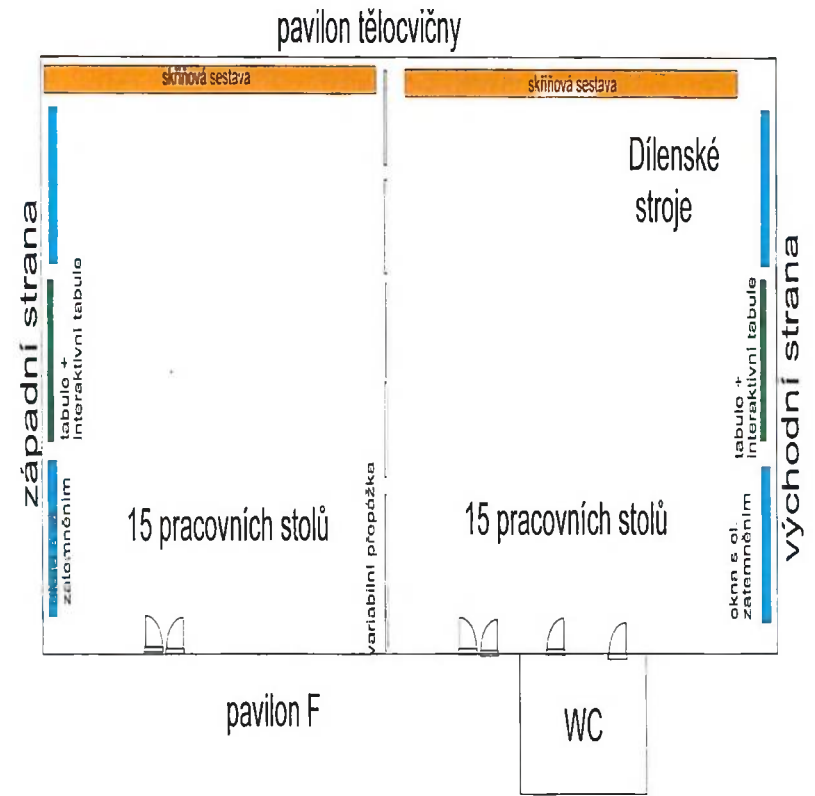 pavilon tělocvičny
skříňová sestava
skříňová sestava
Dílenské
stroje
západní strana
tabule +
interaktivní tabule
zatemněním
15 pracovních stolů
variabilní přepážka
15 pracovních stolů
tabule +
interaktivní tabule
okna s el.
zatemněním
východní strana
pavilon F
WC